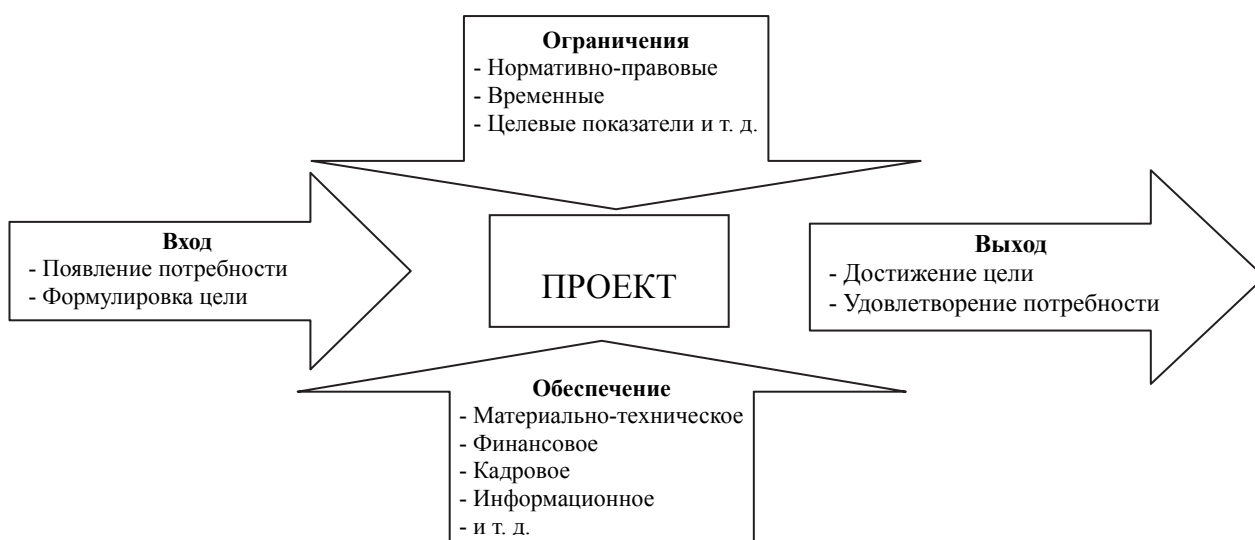 Ограничения
- Нормативно-правовые
- Временные
- Целевые показатели и т. д.
Вход
- Появление потребности
- Формулировка цели
ПРОЕКТ
Выход
- Достижение цели
- Удовлетворение потребности
Обеспечение
- Материально-техническое
- Финансовое
- Кадровое
- Информационное
- и т. д.